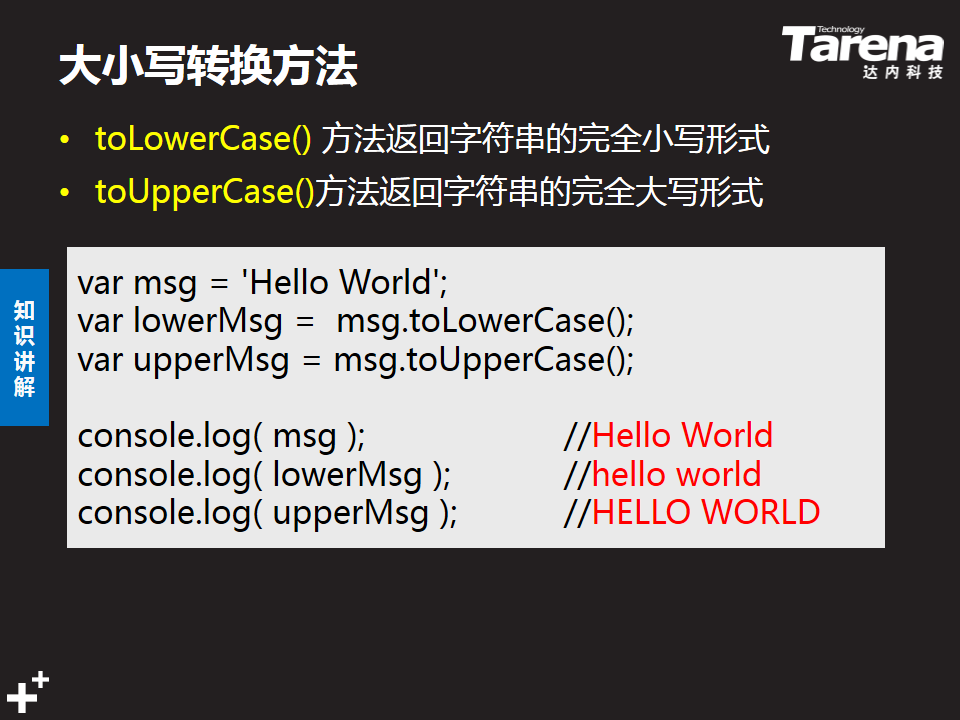 大小写转换方法
Technology
Tarena
达内科技
• toLowerCase() 方法返回字符串的完全小写形式
• toUpperCase()方法返回字符串的完全大写形式
知识讲解
var msg = 'Hello World';
var lowerMsg =  msg.toLowerCase();
var upperMsg = msg.toUpperCase();
console.log( msg ); //Hello World
console.log( lowerMsg ); //hello world
console.log( upperMsg ); //HELLO WORLD